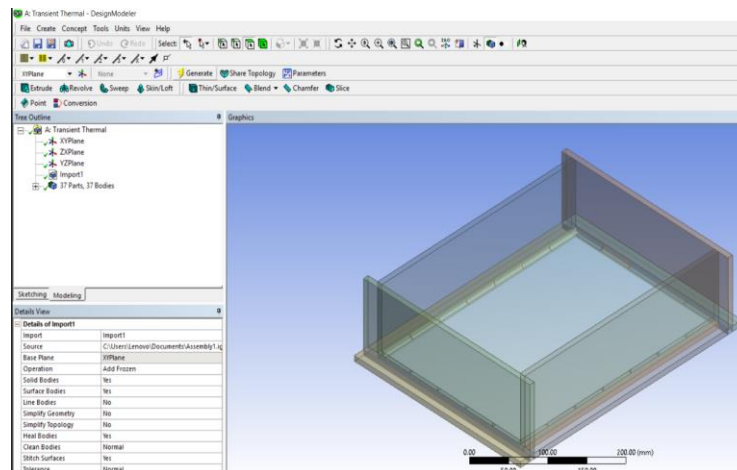 A: Transient Thermal - DesignModeler
File Create Concept Tools Units View Help
Undo Redo Select:
XYPlane None Generate Share Topology Parameters
Extrude Revolve Sweep Skin/Loft Thin/Surface Blend Chamfer Slice
Point Conversion
Tree Outline Graphics
A: Transient Thermal
XYPlane
ZXPlane
YZPlane
Import1
37 Parts, 37 Bodies
Sketching Modeling
Details View
Details of Import1
Import Import1
Source C:\Users\Lenovo\Documents\Assembly1.ig
Base Plane XYPlane
Operation Add Frozen
Solid Bodies Yes
Surface Bodies Yes
Line Bodies No
Simplify Geometry No
Simplify Topology No
Heal Bodies Yes
Clean Bodies Normal
Stitch Surfaces Yes
Tolerance Normal
0.00 100.00 200.00 (mm)
50.00 150.00